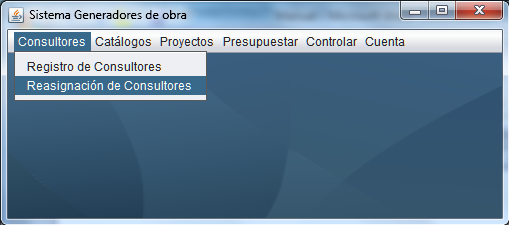 Sistema Generadores de obra
Consultores Catálogos Proyectos Presupuestar Controlar Cuenta
Registro de Consultores
Reasignación de Consultores